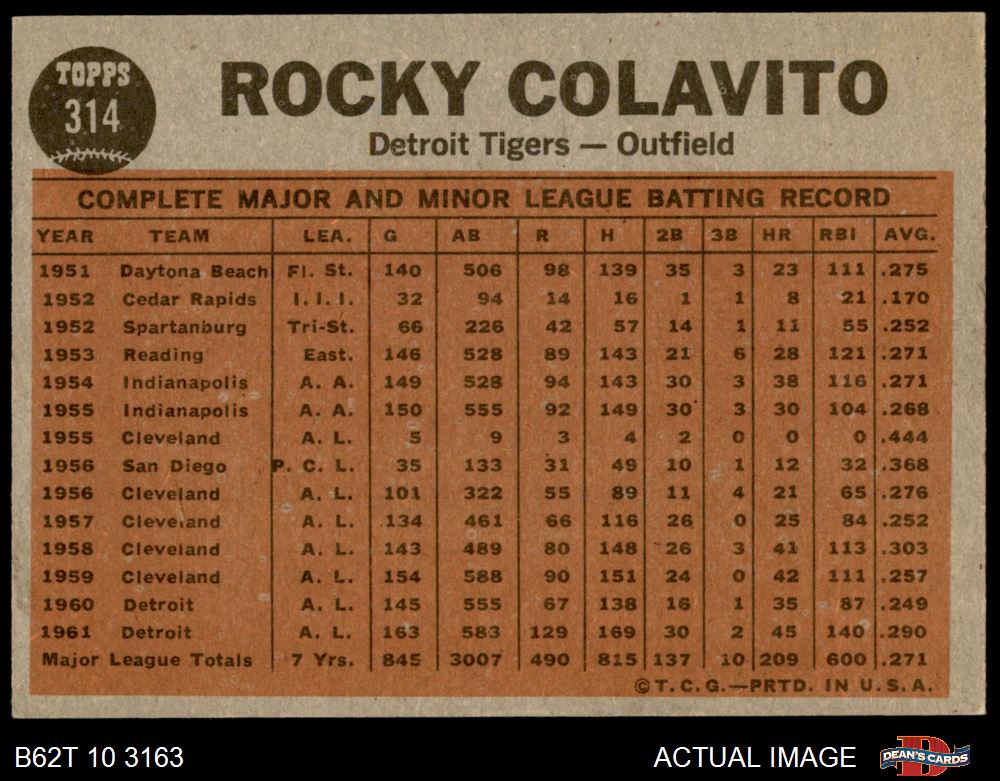 TOPPS
314
ROCKY COLAVITO
Detroit Tigers — Outfield
COMPLETE MAJOR AND MINOR LEAGUE BATTING RECORD
YEAR TEAM LEA. G AB R H 2B 3B HR RBI AVG.
1951 Daytona Beach Fl. St. 140 506 98 139 35 3 23 111 .275
1952 Cedar Rapids I. I. I. 32 94 14 16 1 1 8 21 .170
1952 Spartanburg Tri-St. 66 226 42 57 14 1 11 55 .252
1953 Reading East. 146 528 89 143 21 6 28 121 .271
1954 Indianapolis A. A. 149 528 94 143 30 3 38 116 .271
1955 Indianapolis A. A. 150 555 92 149 30 3 30 104 .268
1955 Cleveland A. L. 5 9 3 4 2 0 0 0 .444
1956 San Diego P. C. L. 35 133 31 49 10 1 12 32 .368
1956 Cleveland A. L. 101 322 55 89 11 4 21 65 .276
1957 Cleveland A. L. 134 461 66 116 26 0 25 84 .252
1958 Cleveland A. L. 143 489 80 148 26 3 41 113 .303
1959 Cleveland A. L. 154 588 90 151 24 0 42 111 .257
1960 Detroit A. L. 145 555 67 138 16 1 35 87 .249
1961 Detroit A. L. 163 583 129 169 30 2 45 140 .290
Major League Totals 7 Yrs. 845 3007 490 815 137 10 209 600 .271
©T. C. G.—PRTD. IN U. S. A.
B62T 10 3163 ACTUAL IMAGE DEAN'S CARDS